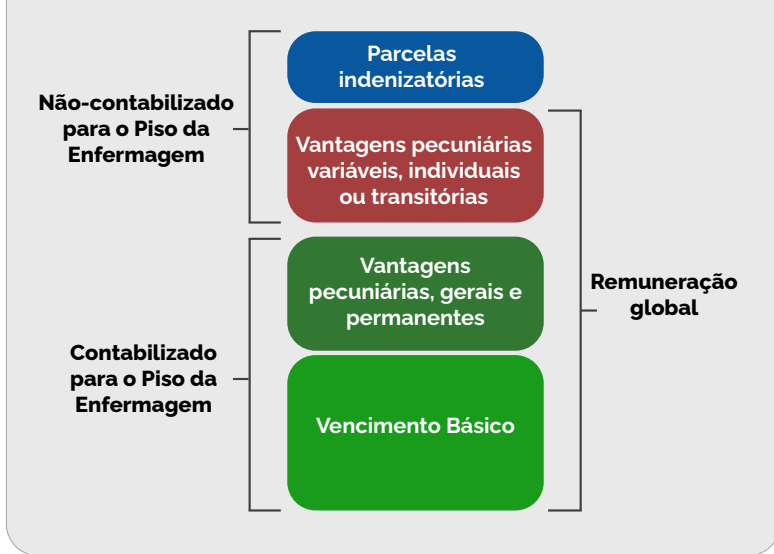 Parcelas
indenizatórias
Não-contabilizado
para o Piso da
Enfermagem
Vantagens pecuniárias
variáveis, individuais
ou transitórias
Vantagens
pecuniárias, gerais e
permanentes
Remuneração
global
Contabilizado
para o Piso da
Enfermagem
Vencimento Básico